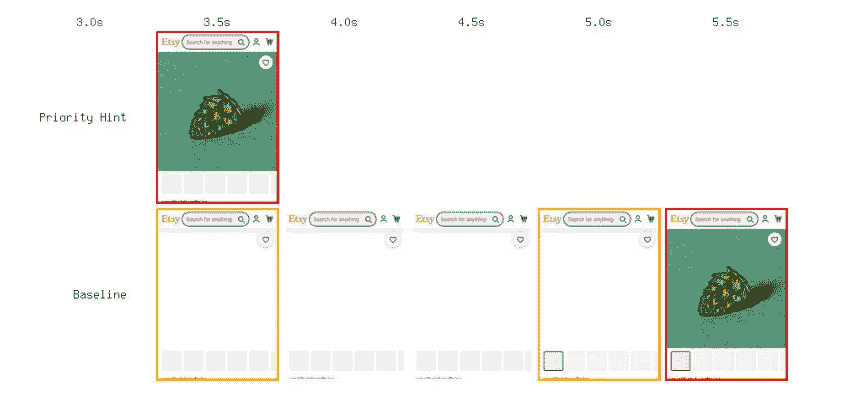 3.0s 3.5s 4.0s 4.5s 5.0s 5.5s
Etsy Search for anything
Priority Hint
Etsy Search for anything Etsy Search for anything Etsy Search for anything Etsy Search for anything Etsy Search for anything
Baseline